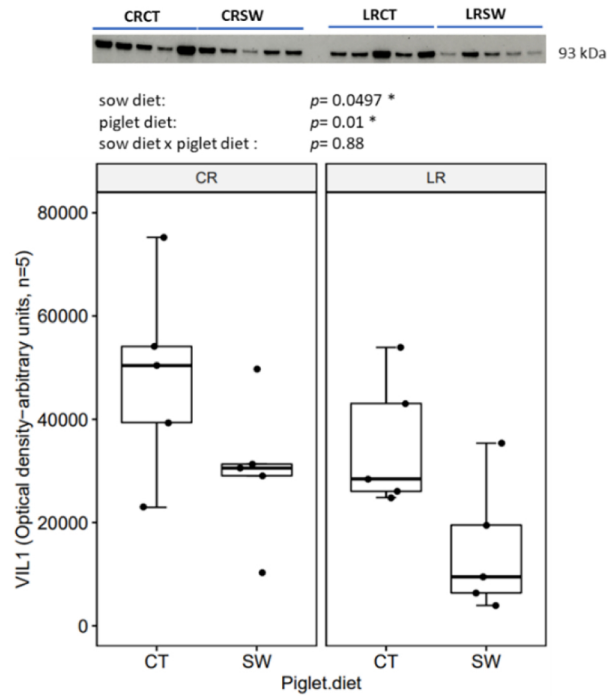 CRCT CRSW LRCT LRSW
93 kDa
sow diet: p= 0.0497 *
piglet diet: p= 0.01 *
sow diet x piglet diet : p= 0.88
CR LR
VIL1 (Optical density−arbitrary units, n=5)
80000
60000
40000
20000
0
CT SW CT SW
Piglet.diet